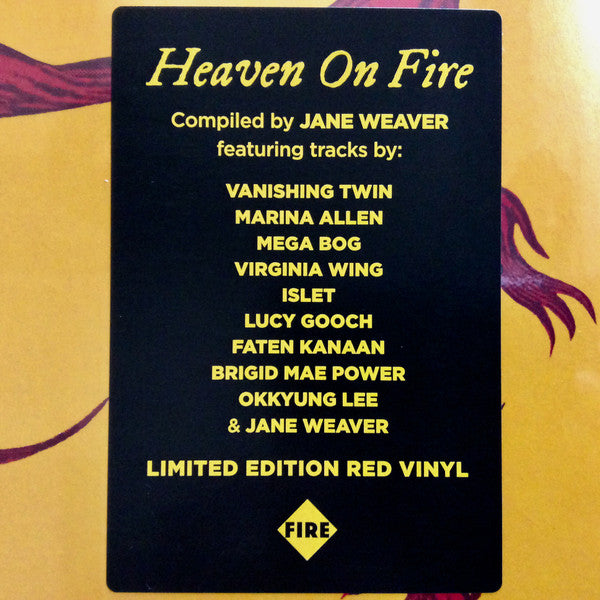 Heaven On Fire
Compiled by JANE WEAVER
featuring tracks by:
VANISHING TWIN
MARINA ALLEN
MEGA BOG
VIRGINIA WING
ISLET
LUCY GOOCH
FATEN KANAAN
BRIGID MAE POWER
OKKYUNG LEE
& JANE WEAVER
LIMITED EDITION RED VINYL
FIRE